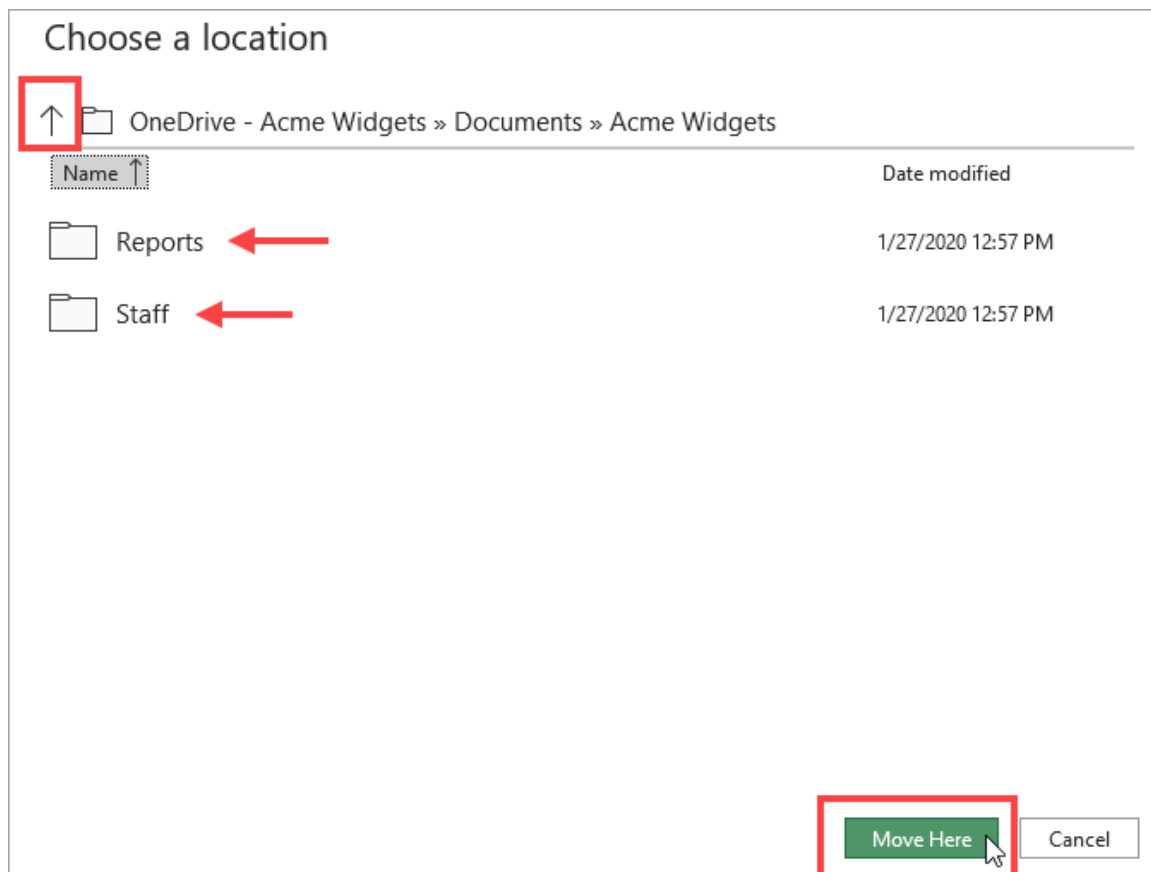 Choose a location
OneDrive - Acme Widgets » Documents » Acme Widgets
Name Date modified
Reports 1/27/2020 12:57 PM
Staff 1/27/2020 12:57 PM
Move Here Cancel